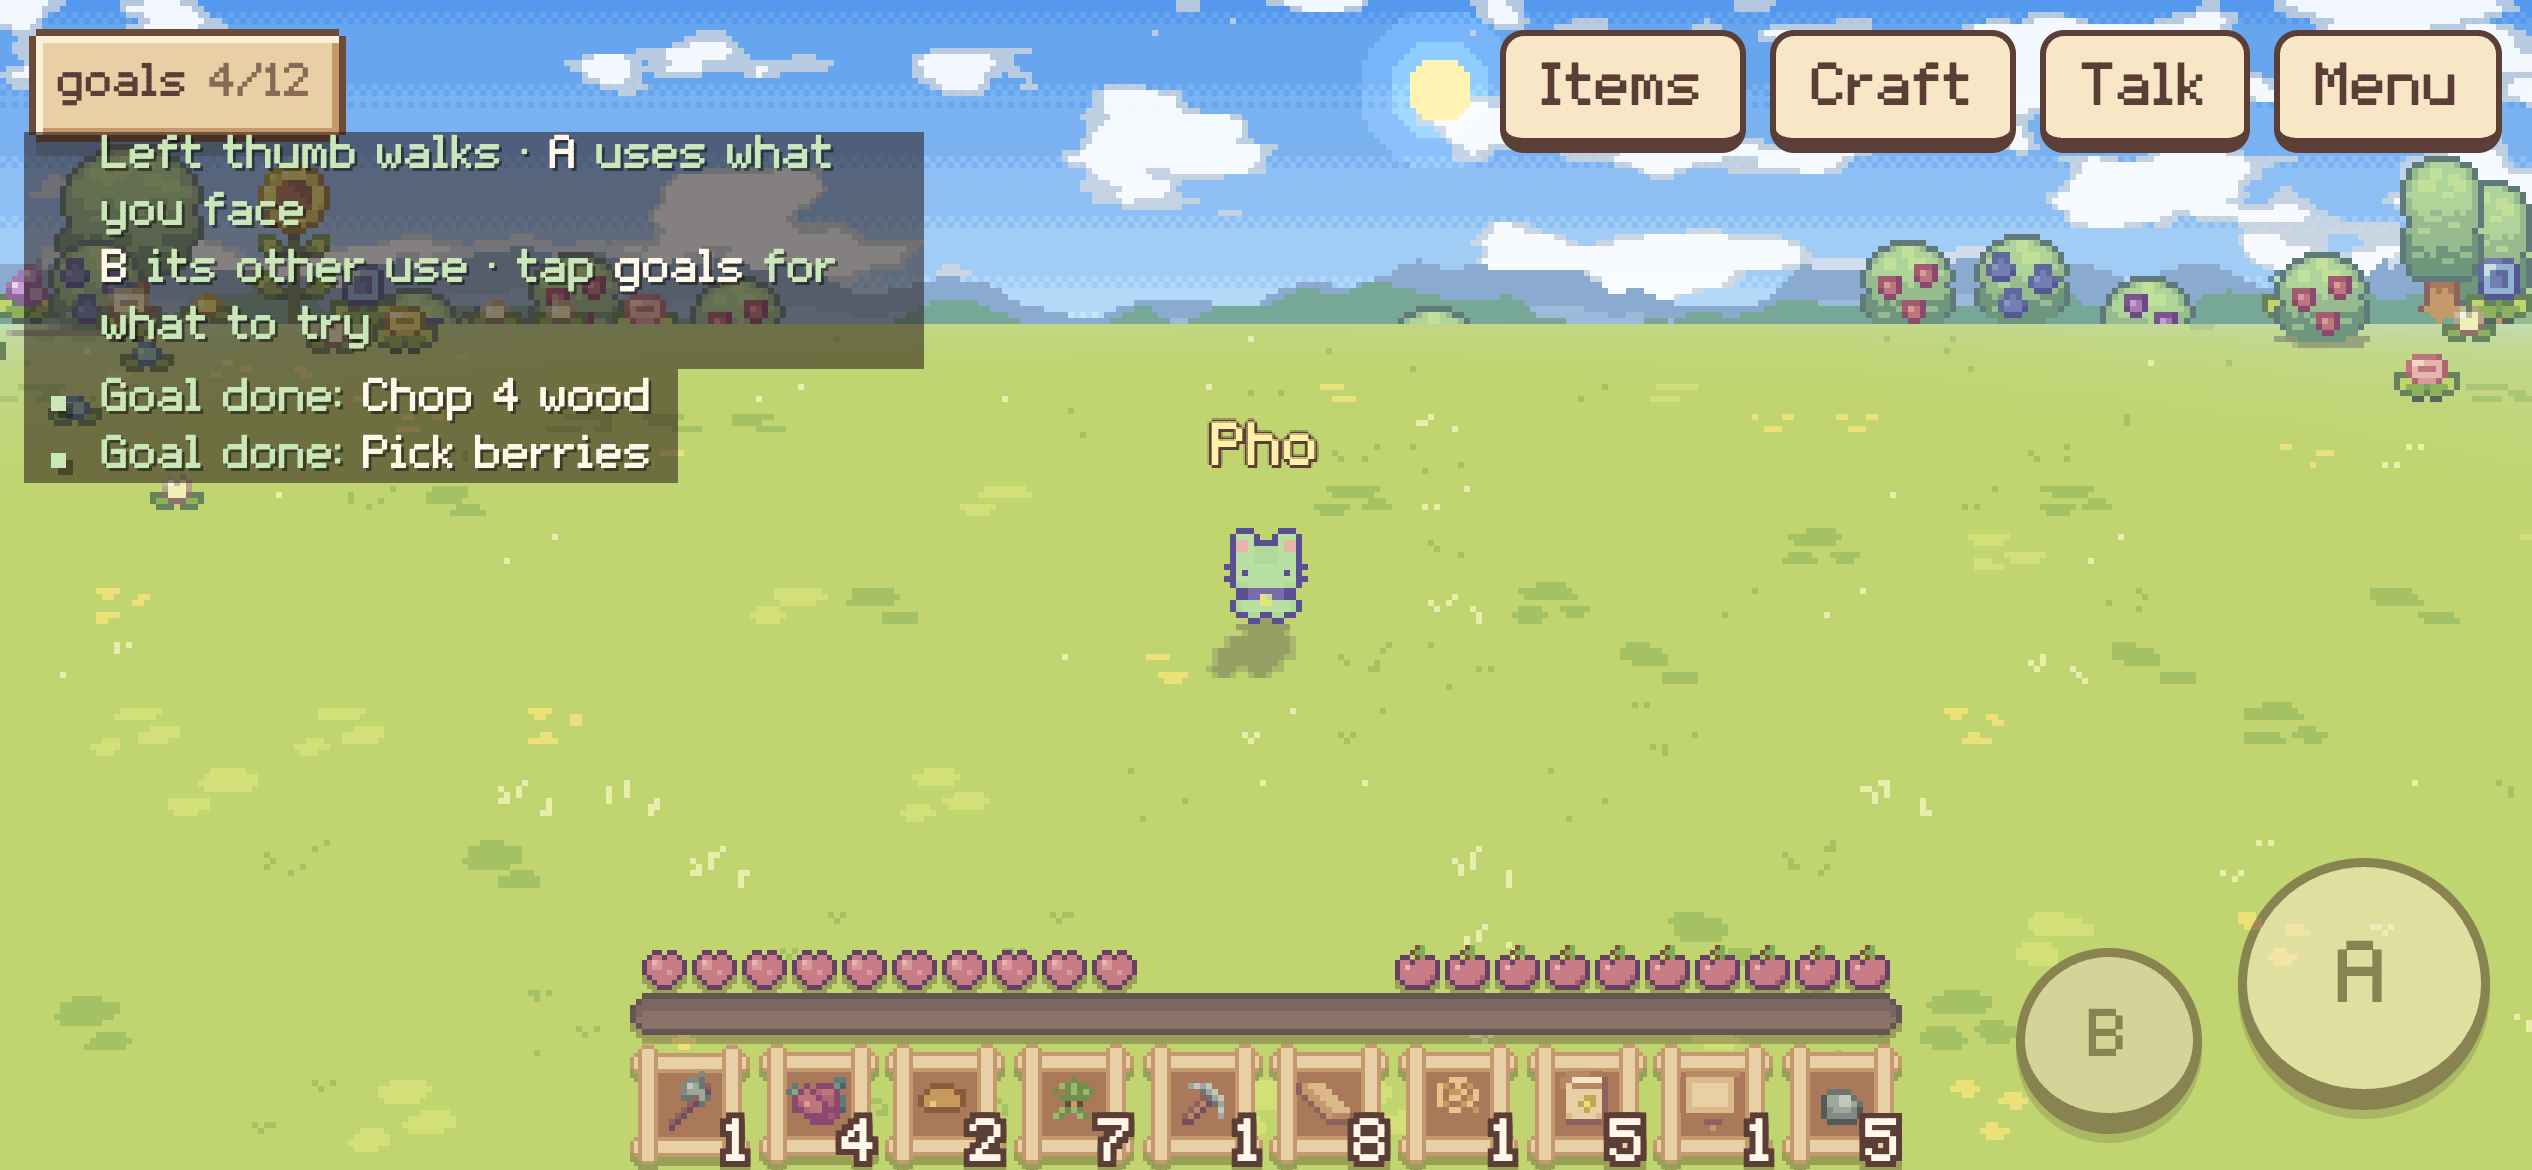 goals 4/12
Items
Craft
Talk
Menu
Left thumb walks · A uses what
you face
B its other use · tap goals for
what to try
Goal done: Chop 4 wood
Goal done: Pick berries
Pho
B
A
1
4
2
7
1
8
1
5
1
5